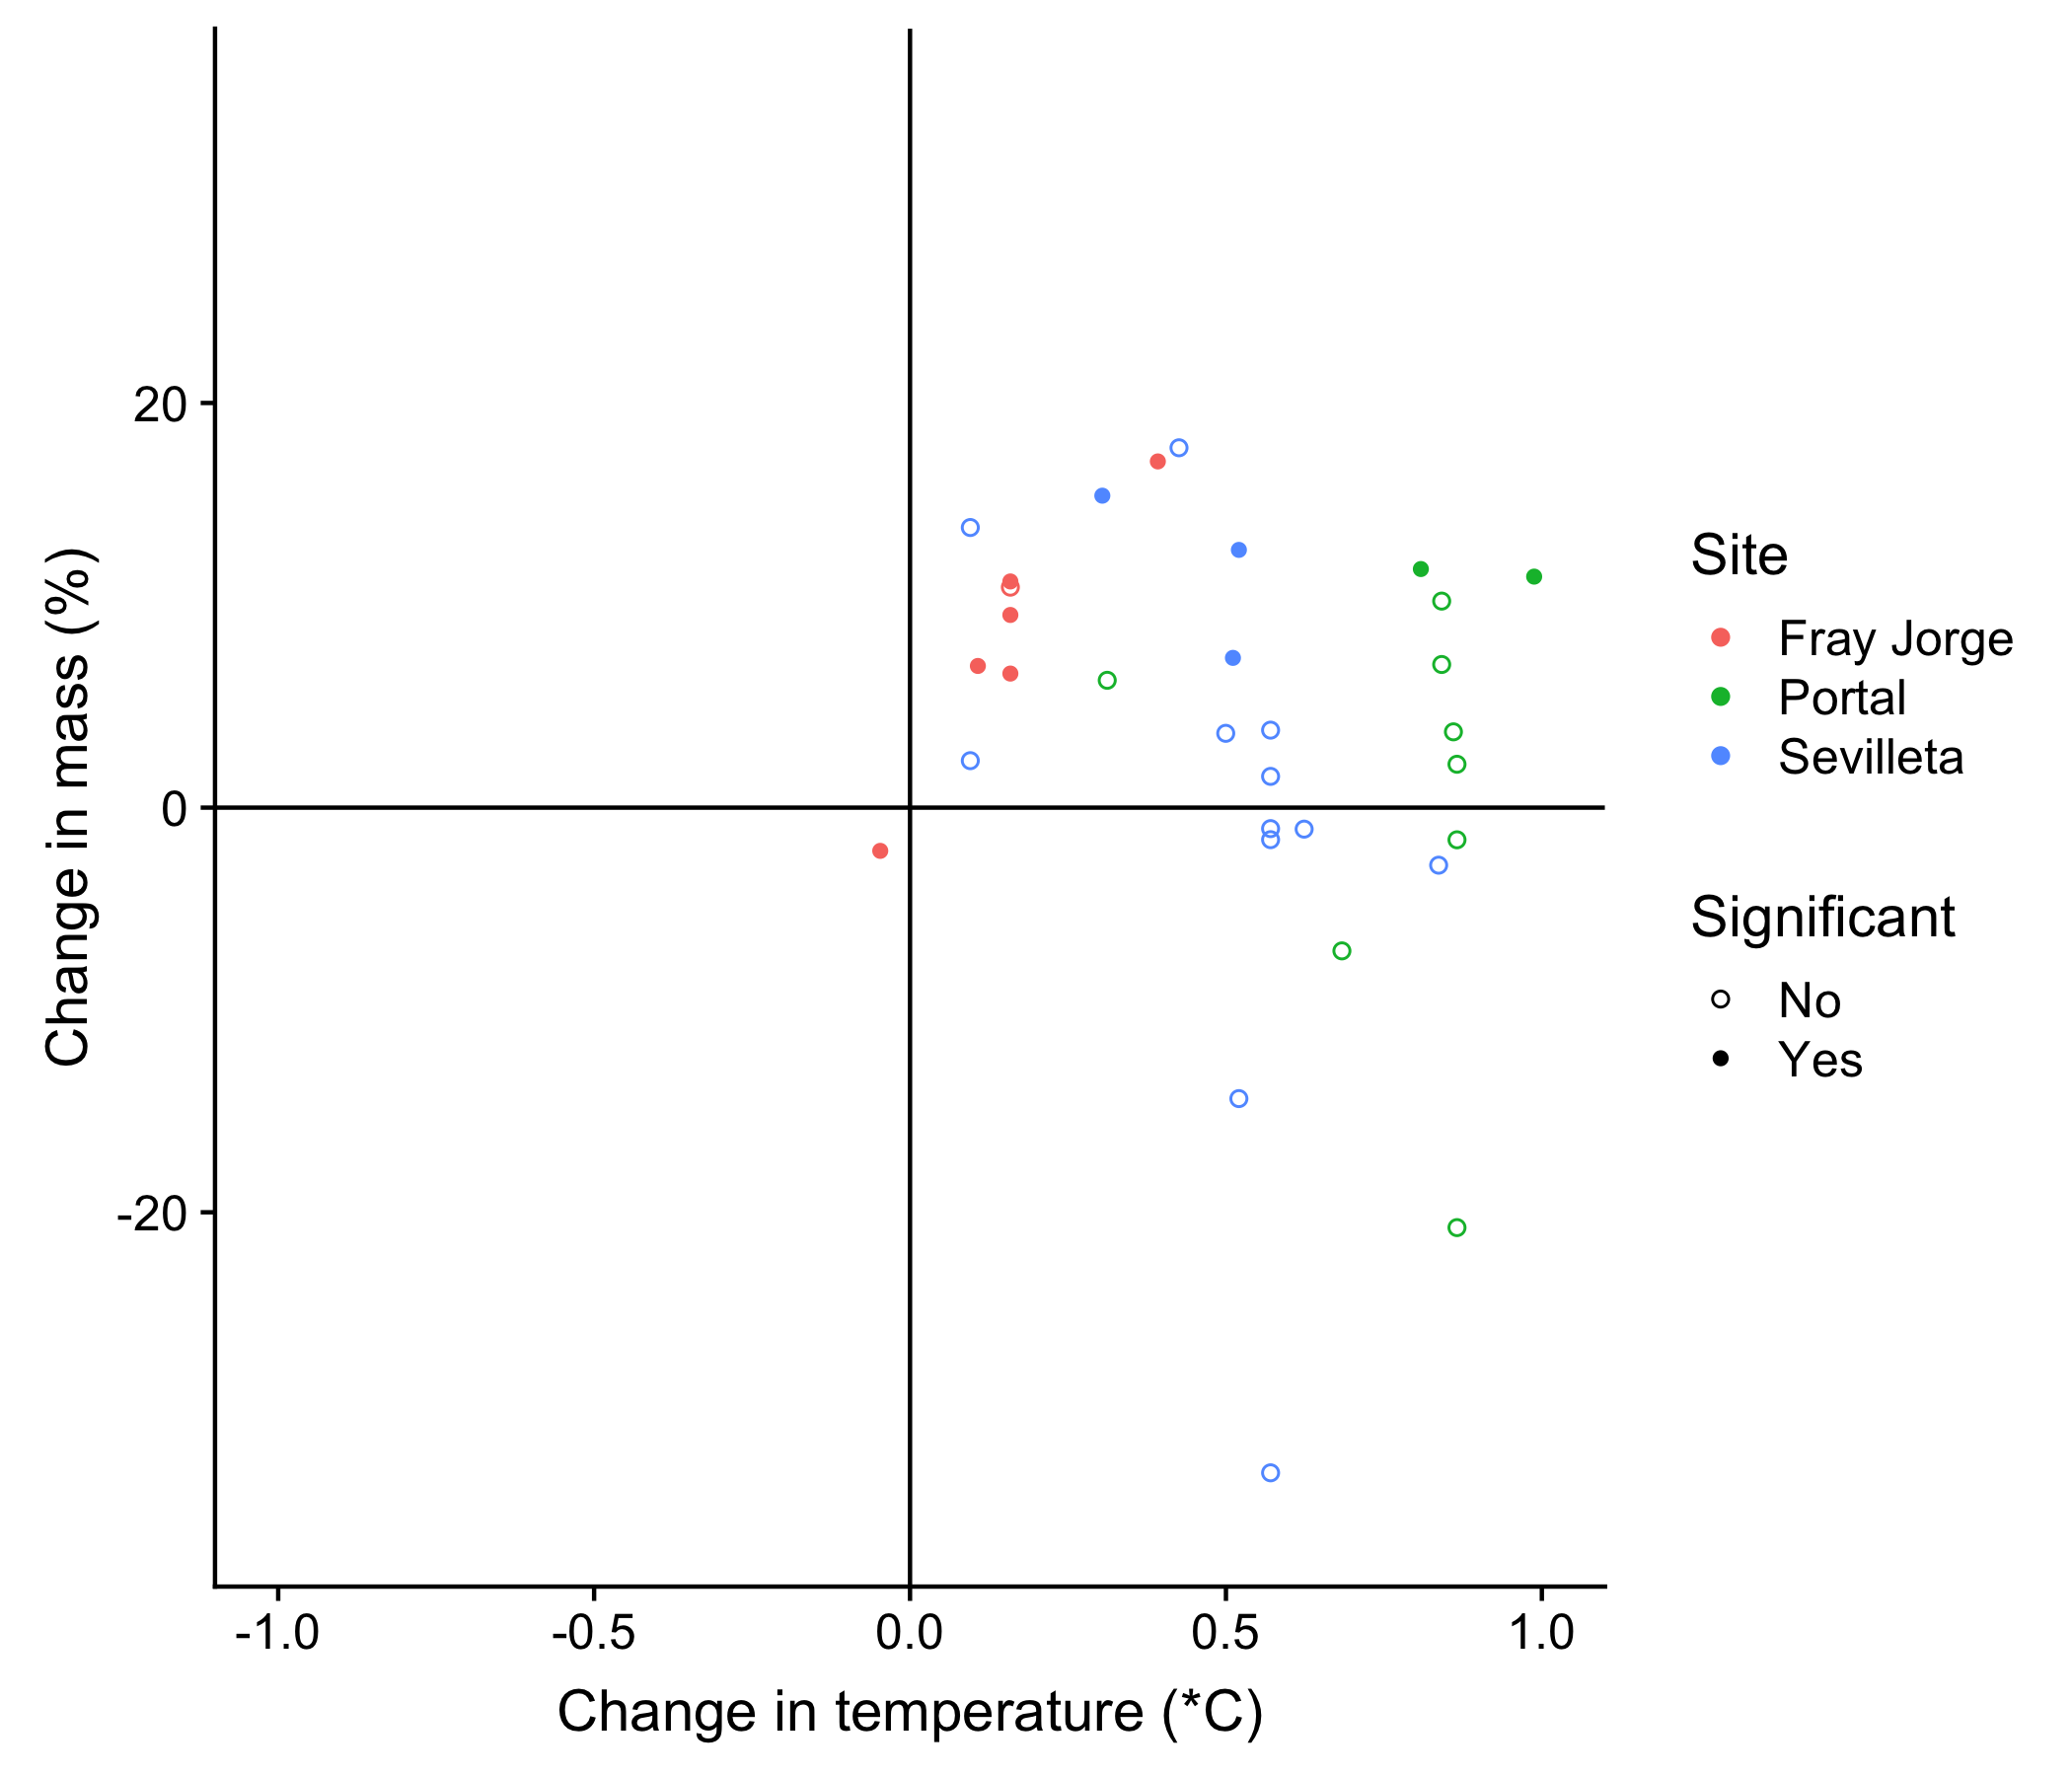 Change in mass (%)
20
0
-20
-1.0
-0.5
0.0
0.5
1.0
Change in temperature (*C)
Site
Fray Jorge
Portal
Sevilleta
Significant
No
Yes